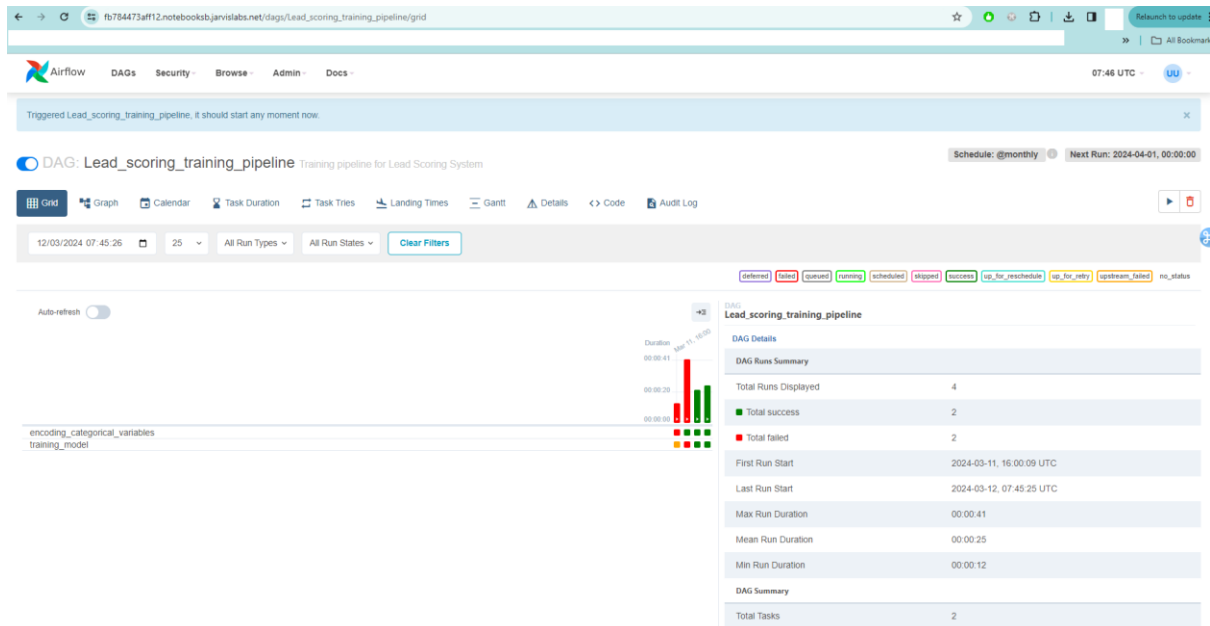 fb784473aff12.notebooksb.jarvislabs.net/dags/Lead_scoring_training_pipeline/grid
Relaunch to update
» All Bookmark
Airflow DAGs Security Browse Admin Docs 07:46 UTC UU
Triggered Lead_scoring_training_pipeline, it should start any moment now. ×
DAG: Lead_scoring_training_pipeline Training pipeline for Lead Scoring System
Schedule: @monthly Next Run: 2024-04-01, 00:00:00
Grid Graph Calendar Task Duration Task Tries Landing Times Gantt Details <> Code Audit Log
12/03/2024 07:45:26 25 All Run Types All Run States Clear Filters
deferred failed queued running scheduled skipped success up_for_reschedule up_for_retry upstream_failed no_status
Auto-refresh
Duration
Mar 11, 16:00
00:00:41
00:00:20
00:00:00
encoding_categorical_variables
training_model
DAG
Lead_scoring_training_pipeline
DAG Details
DAG Runs Summary
Total Runs Displayed 4
Total success 2
Total failed 2
First Run Start 2024-03-11, 16:00:09 UTC
Last Run Start 2024-03-12, 07:45:25 UTC
Max Run Duration 00:00:41
Mean Run Duration 00:00:25
Min Run Duration 00:00:12
DAG Summary
Total Tasks 2